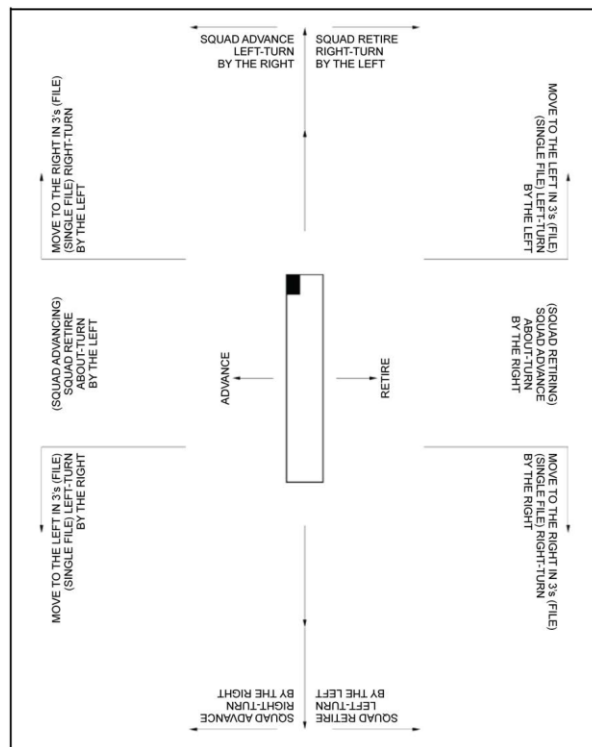 SQUAD ADVANCE
LEFT-TURN
BY THE RIGHT
SQUAD RETIRE
RIGHT-TURN
BY THE LEFT
MOVE TO THE RIGHT IN 3's (FILE)
(SINGLE FILE) RIGHT-TURN
BY THE LEFT
MOVE TO THE LEFT IN 3's (FILE)
(SINGLE FILE) LEFT-TURN
BY THE LEFT
(SQUAD ADVANCING)
SQUAD RETIRE
ABOUT-TURN
BY THE LEFT
ADVANCE
RETIRE
(SQUAD RETIRING)
SQUAD ADVANCE
ABOUT-TURN
BY THE RIGHT
MOVE TO THE LEFT IN 3's (FILE)
(SINGLE FILE) LEFT-TURN
BY THE RIGHT
MOVE TO THE RIGHT IN 3's (FILE)
(SINGLE FILE) RIGHT-TURN
BY THE RIGHT
SQUAD ADVANCE
RIGHT-TURN
BY THE RIGHT
SQUAD RETIRE
LEFT-TURN
BY THE LEFT